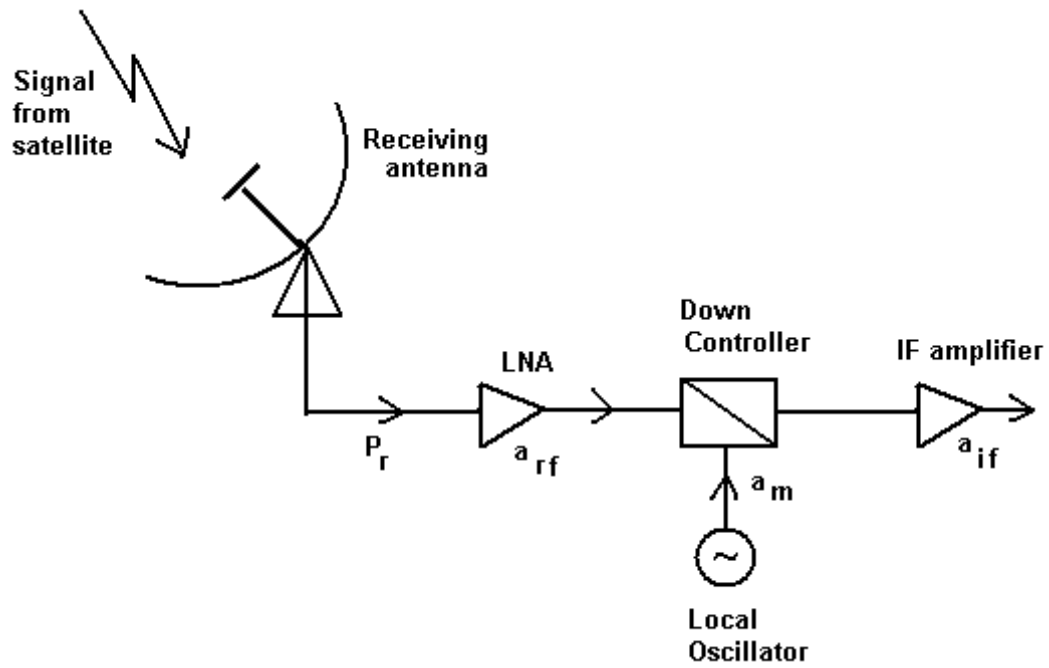 Signal
from
satellite
Receiving
antenna
Down
Controller
LNA
IF amplifier
P r
a rf
a m
a if
~
Local
Oscillator